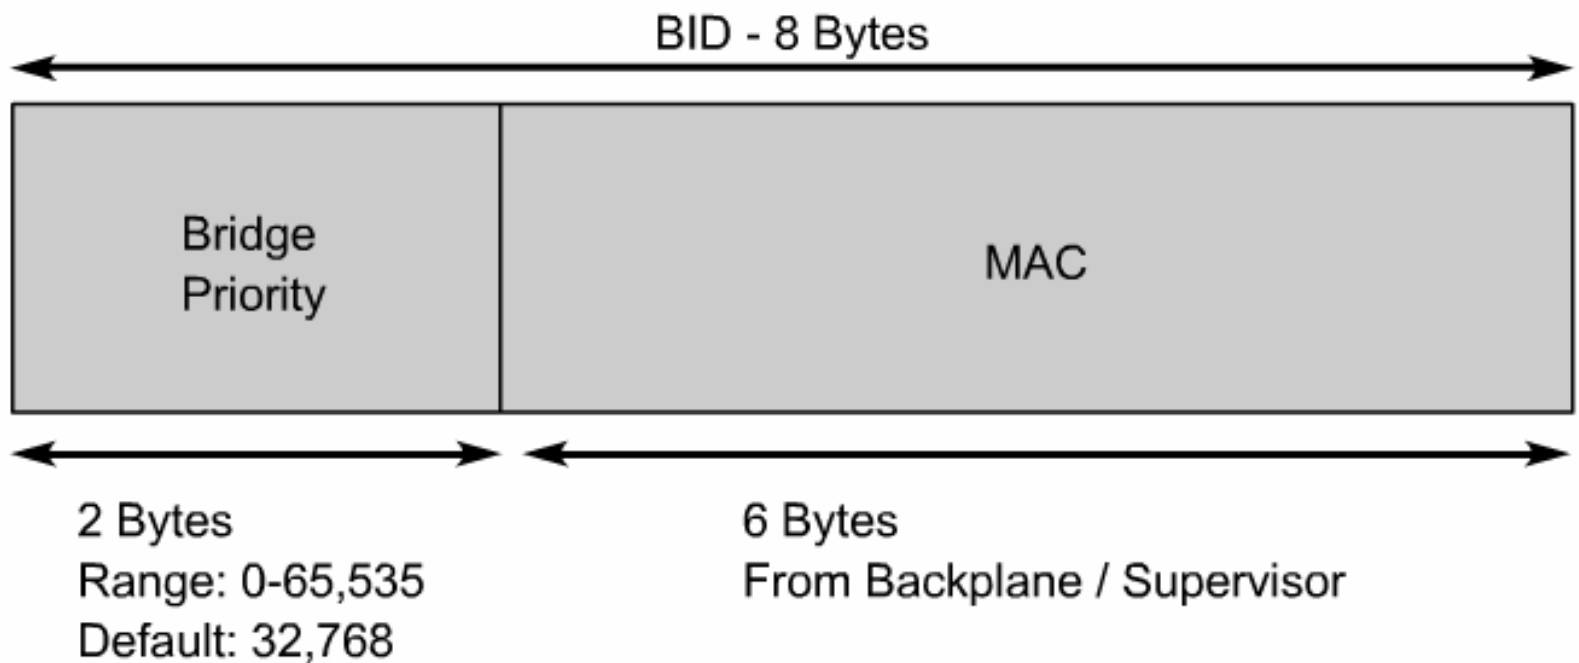 BID - 8 Bytes
Bridge
Priority
MAC
2 Bytes
Range: 0-65,535
Default: 32,768
6 Bytes
From Backplane / Supervisor